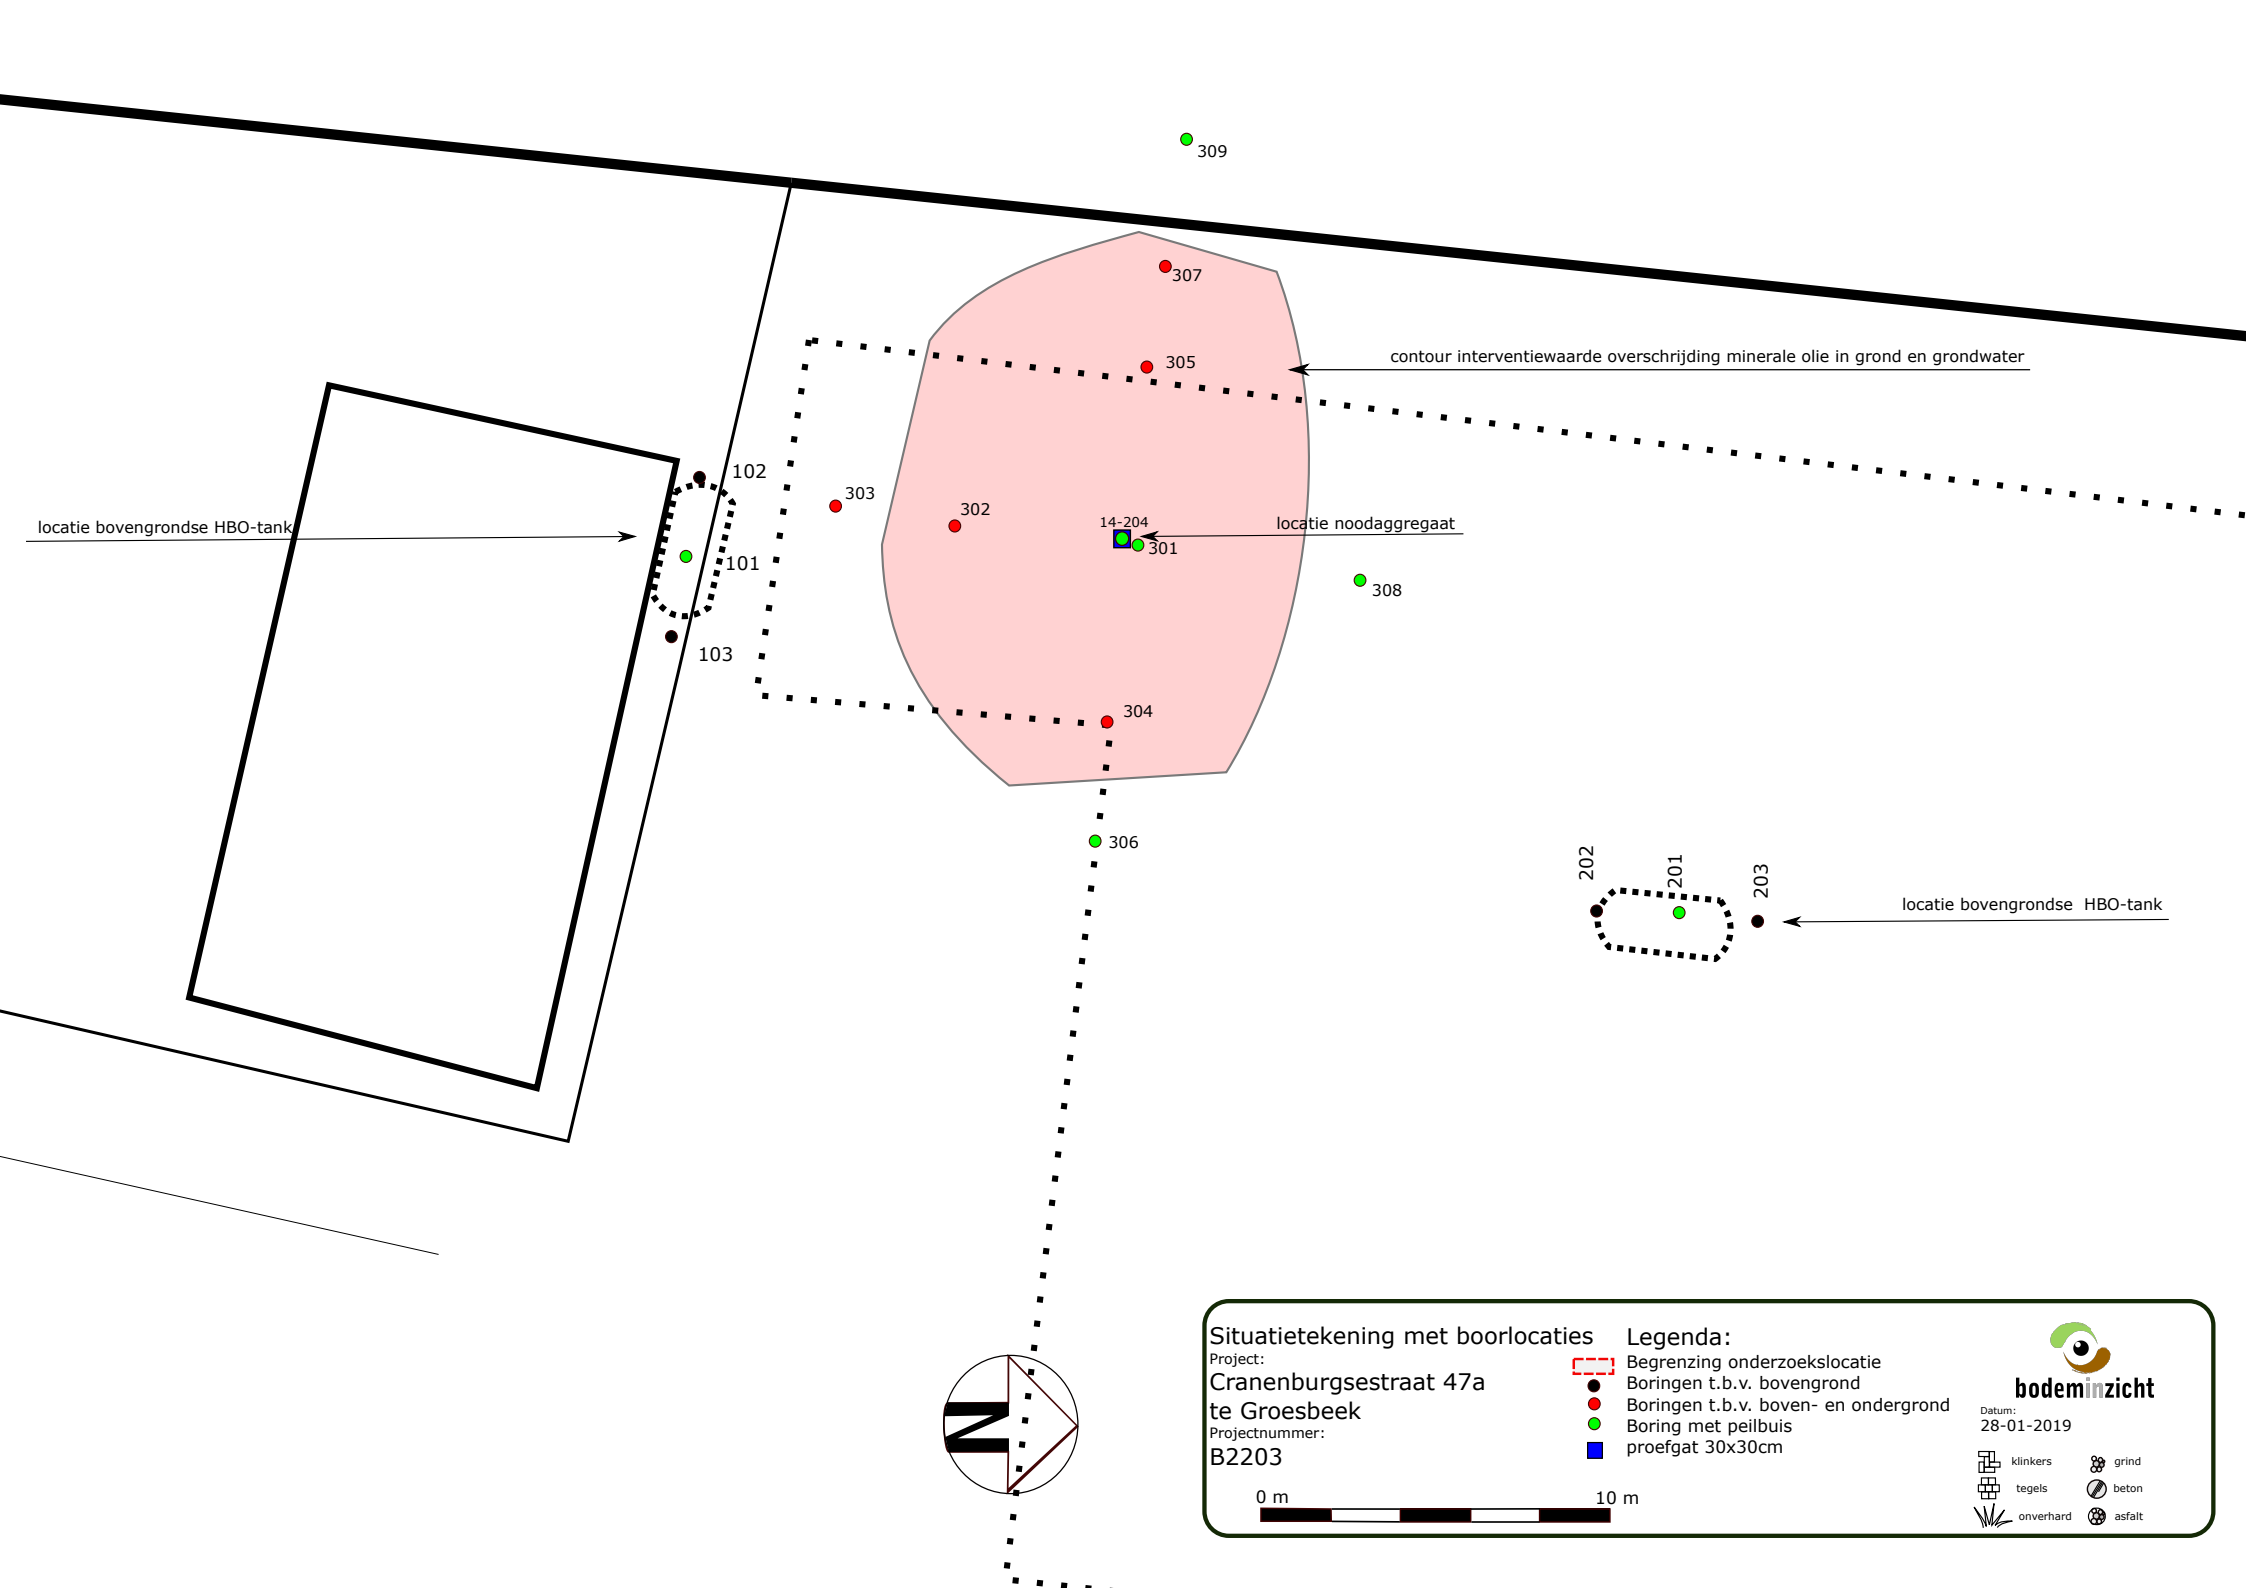 309
307
305
contour interventiewaarde overschrijding minerale olie in grond en grondwater
102
303
302
14-204
locatie noodaggregaat
locatie bovengrondse HBO-tank
301
101
308
103
304
306
202
201
203
locatie bovengrondse HBO-tank
N
Situatietekening met boorlocaties
Project:
Cranenburgsestraat 47a
te Groesbeek
Projectnummer:
B2203
0 m
10 m
Legenda:
Begrenzing onderzoekslocatie
Boringen t.b.v. bovengrond
Boringen t.b.v. boven- en ondergrond
Boring met peilbuis
proefgat 30x30cm
bodeminzicht
Datum:
28-01-2019
klinkers
grind
tegels
beton
onverhard
asfalt